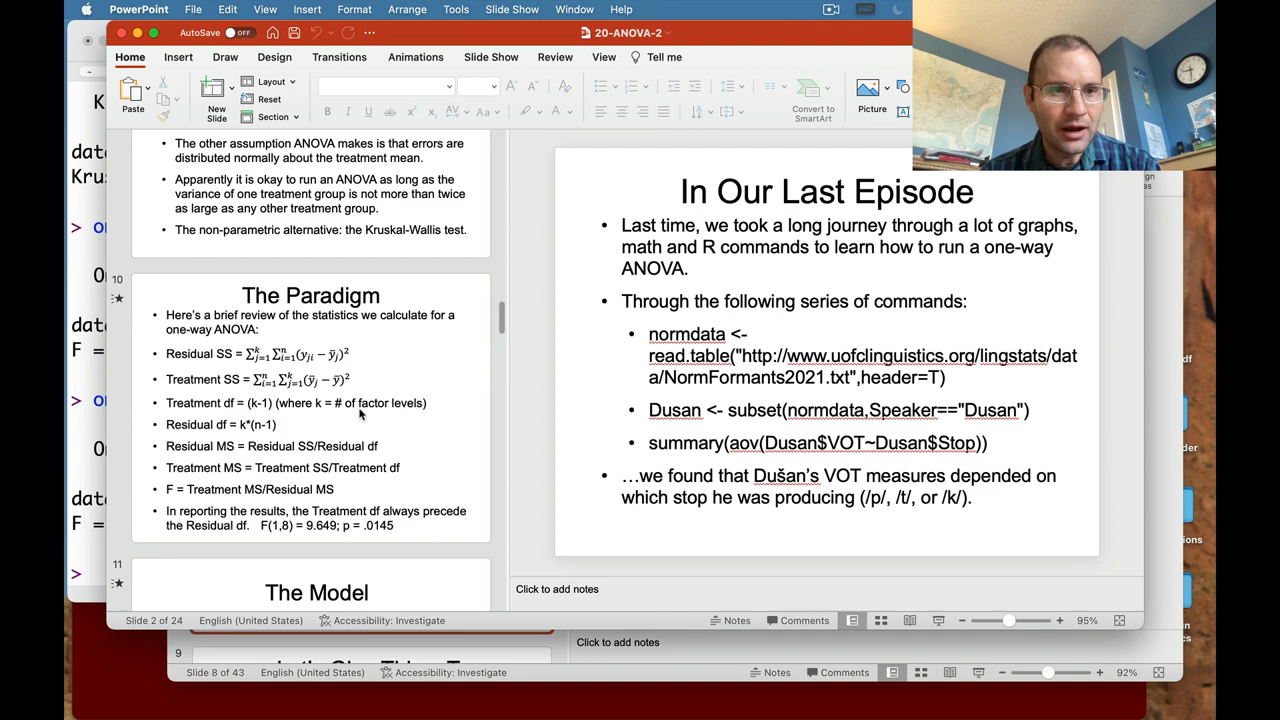 PowerPoint File Edit View Insert Format Arrange Tools Slide Show Window Help
AutoSave OFF 20-ANOVA-2
Home Insert Draw Design Transitions Animations Slide Show Review View Tell me
Paste
New Slide
Layout
Reset
Section
Convert to SmartArt
Picture
~
K
data
Krus
> o
O
data
F =
> o
O
data
F =
>
• The other assumption ANOVA makes is that errors are
distributed normally about the treatment mean.
• Apparently it is okay to run an ANOVA as long as the
variance of one treatment group is not more than twice
as large as any other treatment group.
• The non-parametric alternative: the Kruskal-Wallis test.
10
The Paradigm
• Here's a brief review of the statistics we calculate for a
one-way ANOVA:
• Residual SS = ∑ᵏⱼ₌₁ ∑ⁿᵢ₌₁(yⱼᵢ − ȳⱼ)²
• Treatment SS = ∑ⁿᵢ₌₁ ∑ᵏⱼ₌₁(ȳⱼ − ȳ)²
• Treatment df = (k-1) (where k = # of factor levels)
• Residual df = k*(n-1)
• Residual MS = Residual SS/Residual df
• Treatment MS = Treatment SS/Treatment df
• F = Treatment MS/Residual MS
• In reporting the results, the Treatment df always precede
the Residual df. F(1,8) = 9.649; p = .0145
11
The Model
In Our Last Episode
• Last time, we took a long journey through a lot of graphs,
math and R commands to learn how to run a one-way
ANOVA.
• Through the following series of commands:
• normdata <-
read.table("http://www.uofclinguistics.org/lingstats/dat
a/NormFormants2021.txt",header=T)
• Dusan <- subset(normdata,Speaker=="Dusan")
• summary(aov(Dusan$VOT~Dusan$Stop))
• …we found that Dušan's VOT measures depended on
which stop he was producing (/p/, /t/, or /k/).
Click to add notes
Slide 2 of 24 English (United States) Accessibility: Investigate Notes Comments 95%
Click to add notes
9
Slide 8 of 43 English (United States) Accessibility: Investigate Notes Comments 92%